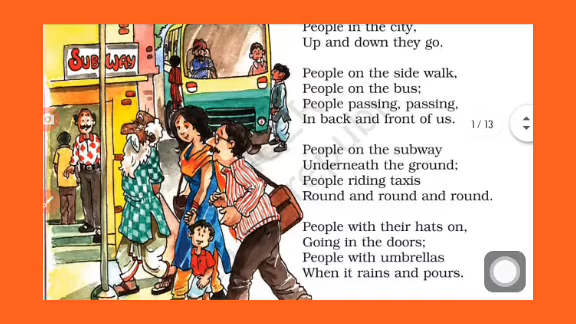 SUBWAY
People in the city,
Up and down they go.
People on the side walk,
People on the bus;
People passing, passing,
In back and front of us.
1 / 13
People on the subway
Underneath the ground;
People riding taxis
Round and round and round.
People with their hats on,
Going in the doors;
People with umbrellas
When it rains and pours.